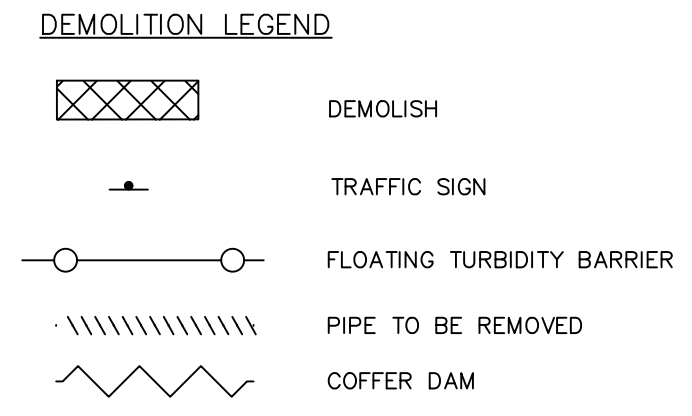 DEMOLITION LEGEND
DEMOLISH
TRAFFIC SIGN
FLOATING TURBIDITY BARRIER
PIPE TO BE REMOVED
COFFER DAM